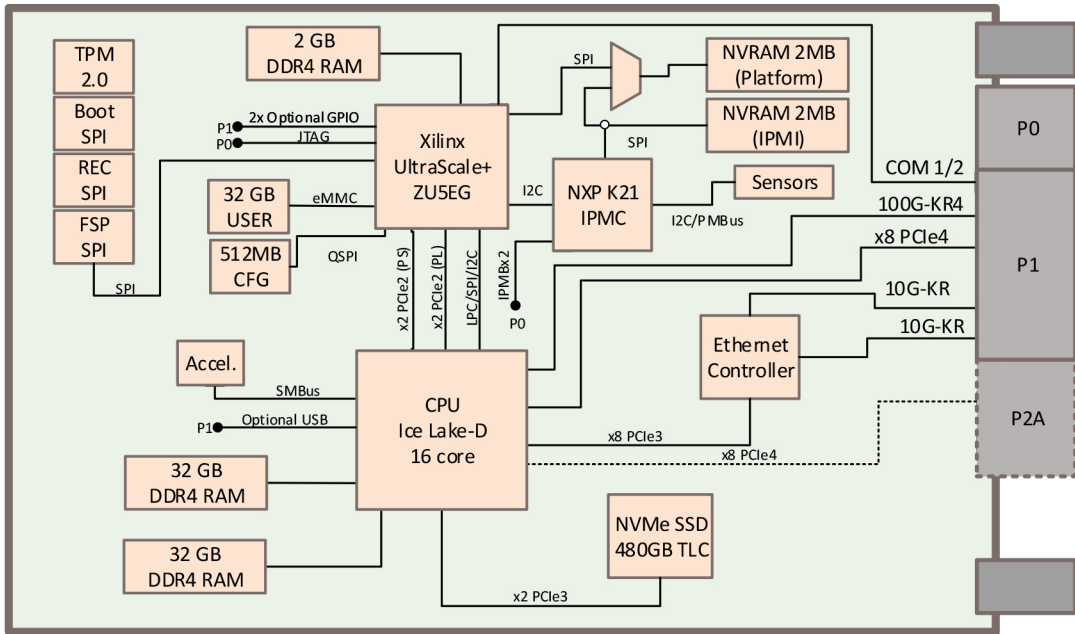 TPM
2.0
Boot
SPI
REC
SPI
FSP
SPI
SPI
2 GB
DDR4 RAM
P1
2x Optional GPIO
P0
JTAG
Xilinx
UltraScale+
ZU5EG
32 GB
USER
eMMC
512MB
CFG
QSPI
SPI
NVRAM 2MB
(Platform)
NVRAM 2MB
(IPMI)
SPI
I2C
NXP K21
IPMC
Sensors
I2C/PMBus
IPMBx2
P0
x2 PCIe2 (PS)
x2 PCIe2 (PL)
LPC/SPI/I2C
Accel.
SMBus
P1
Optional USB
CPU
Ice Lake-D
16 core
32 GB
DDR4 RAM
32 GB
DDR4 RAM
Ethernet
Controller
x8 PCIe3
x8 PCIe4
NVMe SSD
480GB TLC
x2 PCIe3
COM 1/2
100G-KR4
x8 PCIe4
10G-KR
10G-KR
P0
P1
P2A